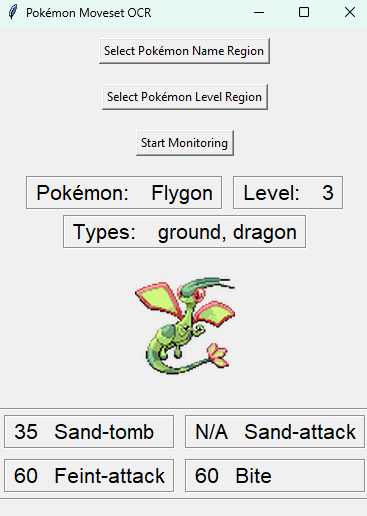 Pokémon Moveset OCR
Select Pokémon Name Region
Select Pokémon Level Region
Start Monitoring
Pokémon: Flygon Level: 3
Types: ground, dragon
35 Sand-tomb N/A Sand-attack
60 Feint-attack 60 Bite